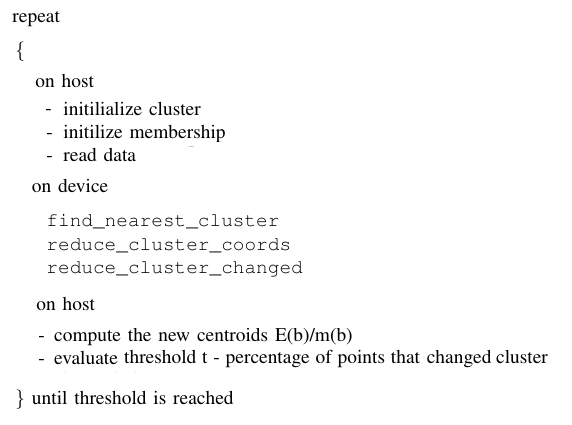 repeat
{
on host
- initilialize cluster
- initilize membership
- read data
on device
find_nearest_cluster
reduce_cluster_coords
reduce_cluster_changed
on host
- compute the new centroids E(b)/m(b)
- evaluate threshold t - percentage of points that changed cluster
} until threshold is reached